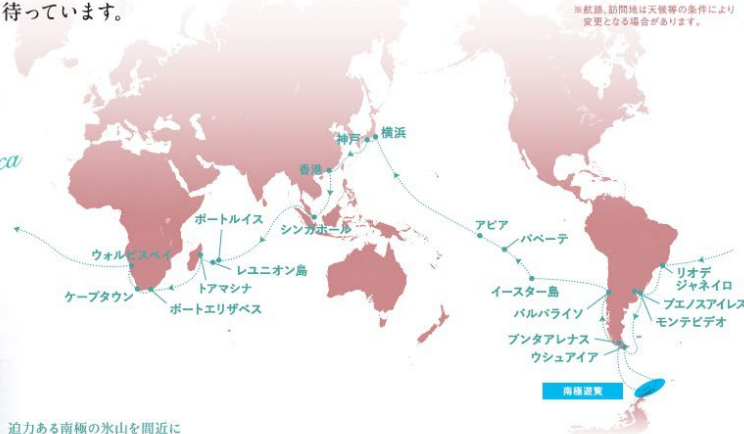 待っています。
※航路、訪問地は天候等の条件により
変更となる場合があります。
ca
神戸
横浜
香港
シンガポール
ポートルイス
レユニオン島
トアマシナ
ポートエリザベス
ケープタウン
ウォルビスベイ
アピア
パペーテ
イースター島
バルパライソ
リオデ
ジャネイロ
ブエノスアイレス
モンテビデオ
プンタアレナス
ウシュアイア
南極遊覧
迫力ある南極の氷山を間近に